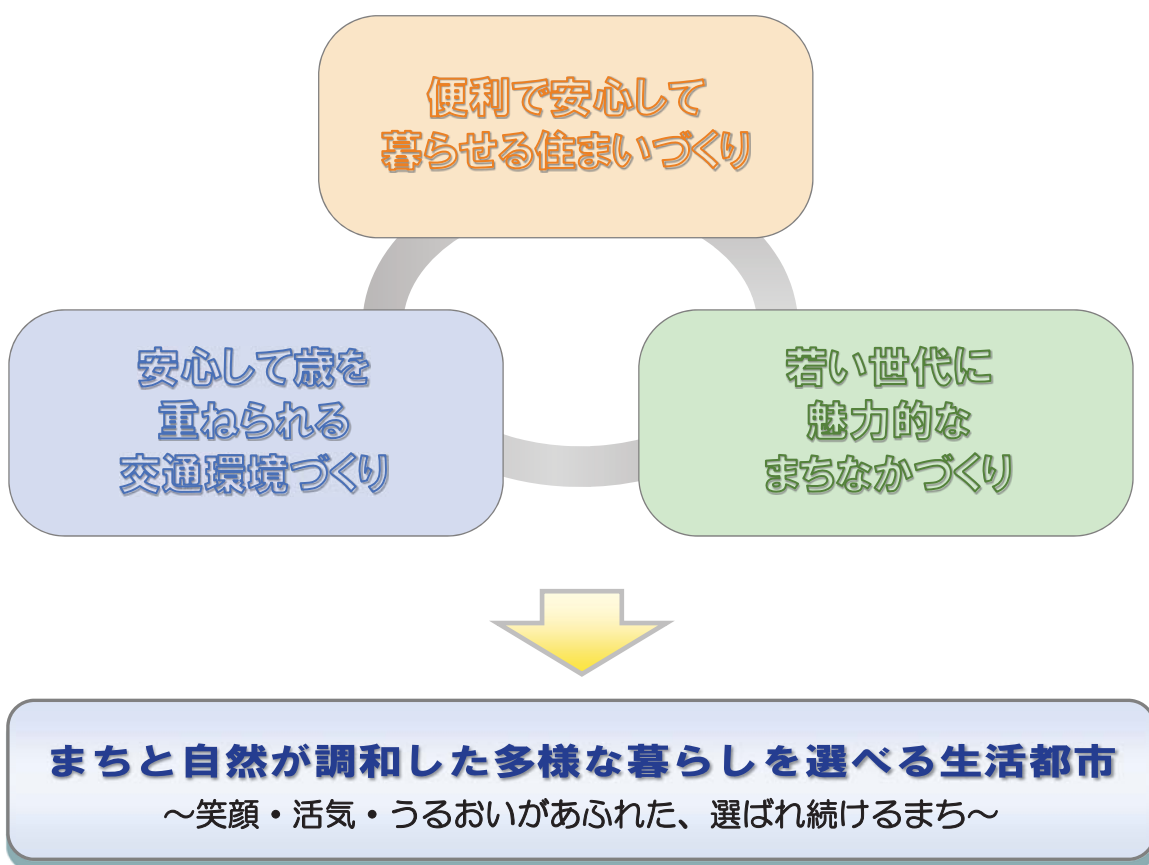 便利で安心して
暮らせる住まいづくり
安心して歳を
重ねられる
交通環境づくり
若い世代に
魅力的な
まちなかづくり
まちと自然が調和した多様な暮らしを選べる生活都市
～笑顔・活気・うるおいがあふれた、選ばれ続けるまち～